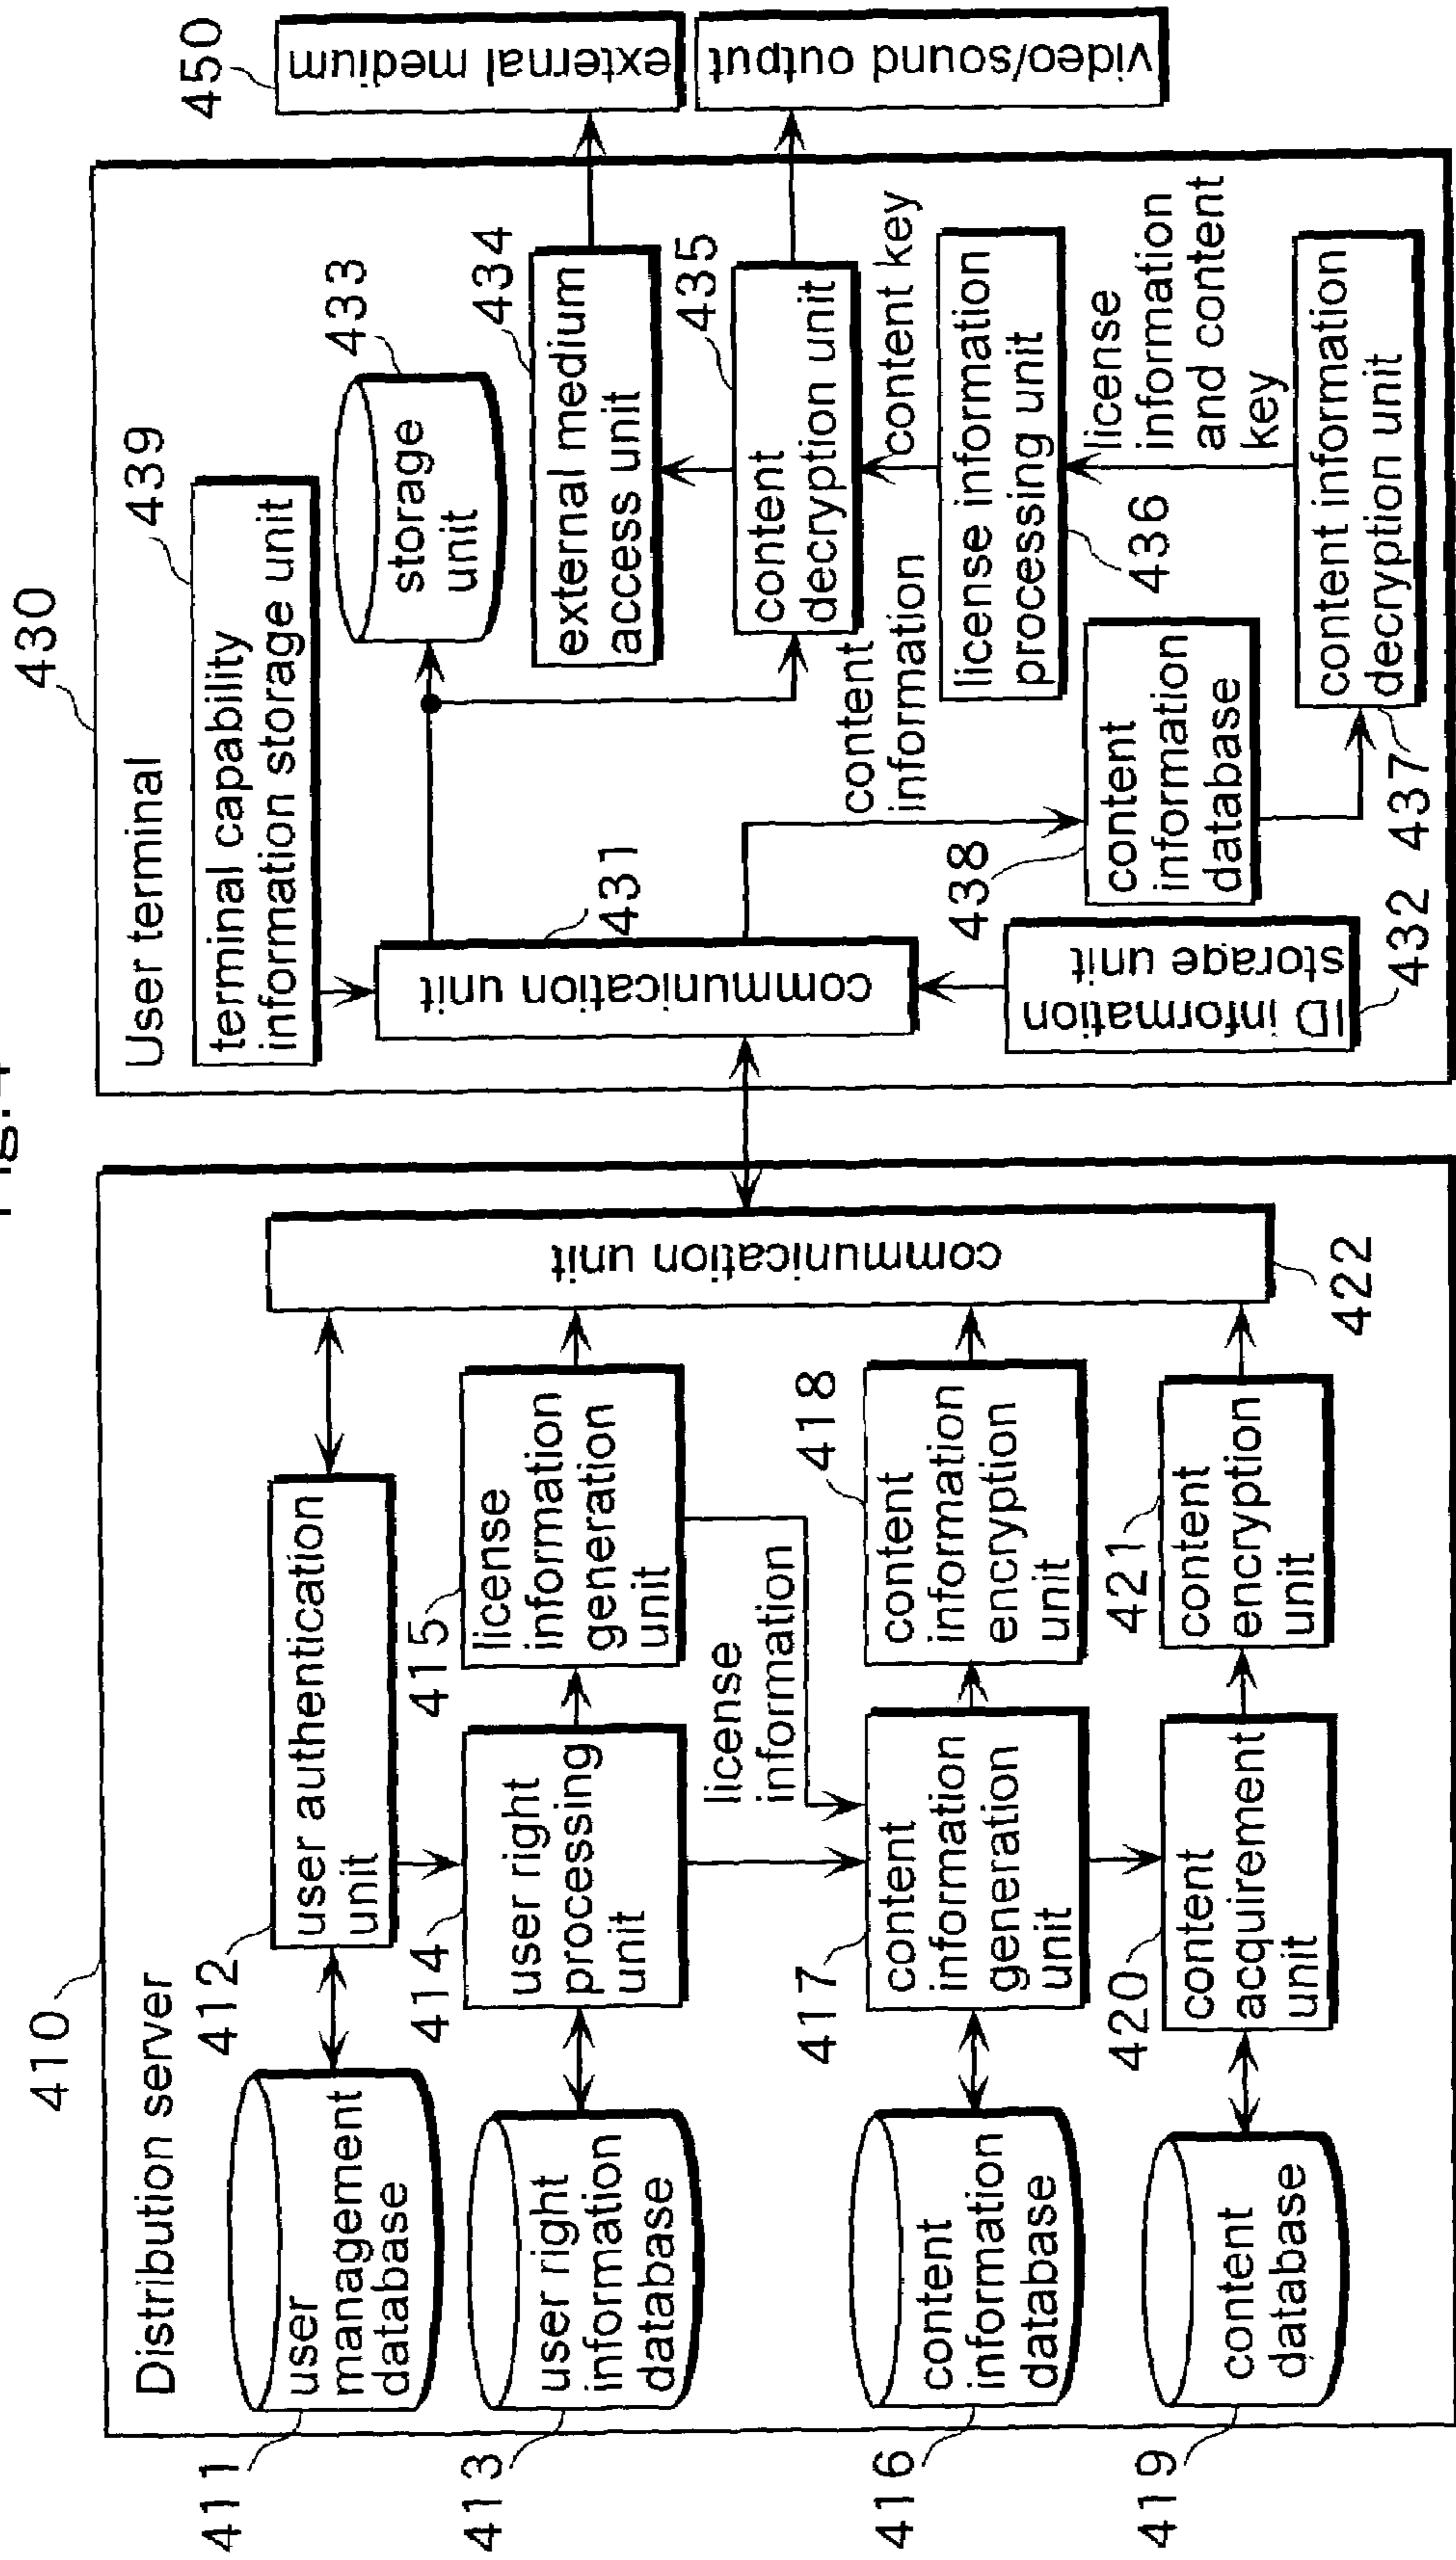 Fig.4
410
Distribution server
411
user
management
database
412
user authentication
unit
413
user right
information
database
414
user right
processing
unit
415
license
information
generation
unit
license
information
416
content
information
database
417
content
information
generation
unit
418
content
information
encryption
unit
419
content
database
420
content
acquirement
unit
421
content
encryption
unit
communication unit
422
430
User terminal
439
terminal capability
information storage unit
communication unit
431
ID information
storage unit
432
433
storage
unit
434
external medium
access unit
435
content
decryption unit
content key
content
information
license information
processing unit
436
license
information
and content
key
438
content
information
database
content information
decryption unit
437
450
external medium
video/sound output